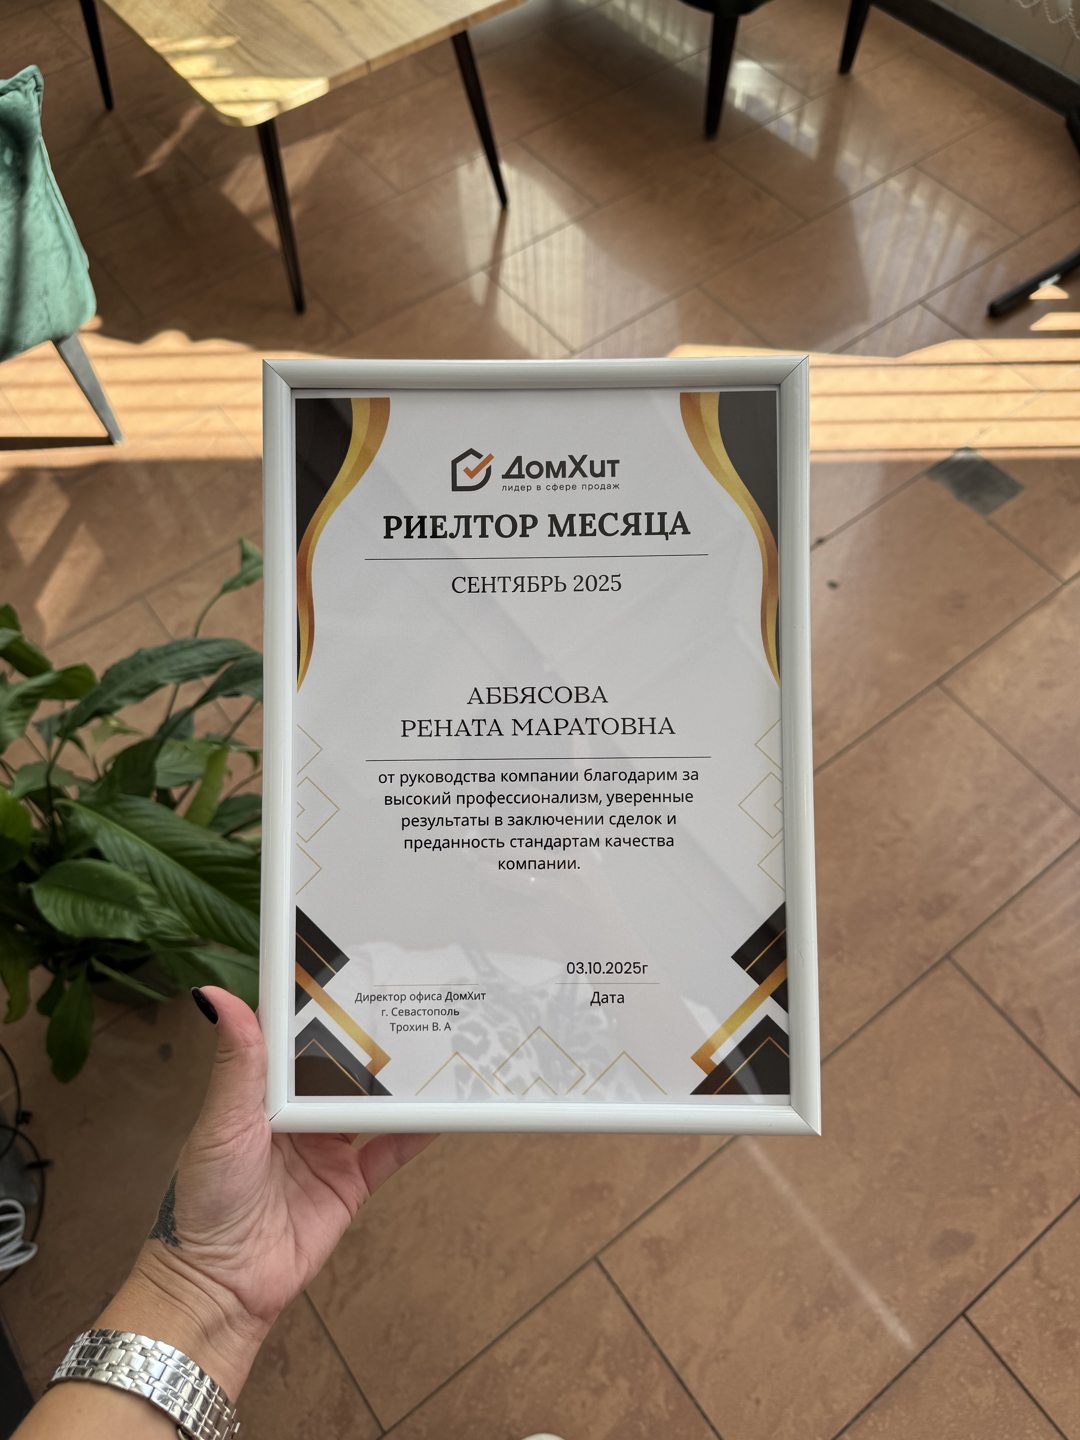 ДомХит
лидер в сфере продаж
РИЕЛТОР МЕСЯЦА
СЕНТЯБРЬ 2025
АББЯСОВА
РЕНАТА МАРАТОВНА
от руководства компании благодарим за
высокий профессионализм, уверенные
результаты в заключении сделок и
преданность стандартам качества
компании.
03.10.2025г
Дата
Директор офиса ДомХит
г. Севастополь
Трохин В. А